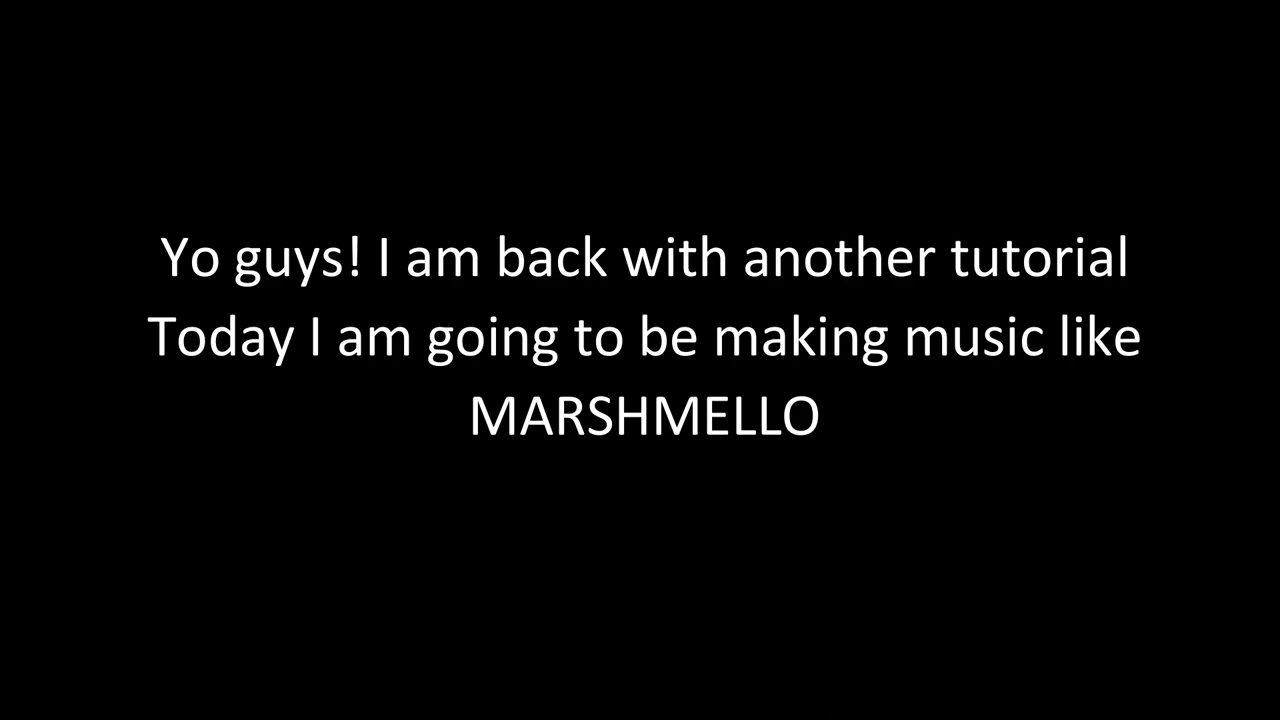 Yo guys! I am back with another tutorial
Today I am going to be making music like
MARSHMELLO